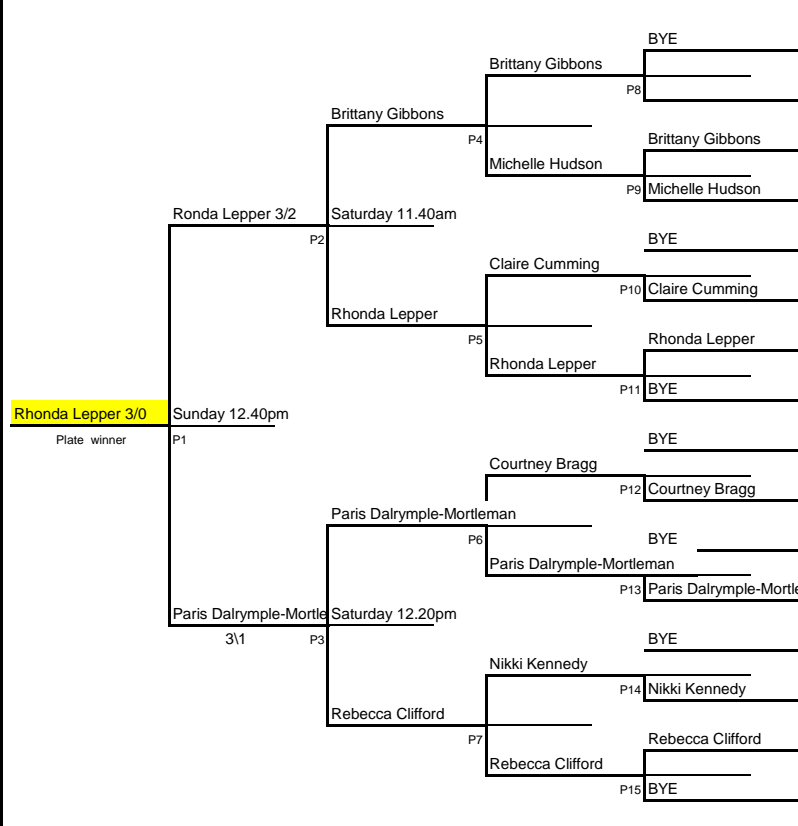 BYE
Brittany Gibbons
P8
Brittany Gibbons
P4
Brittany Gibbons
Michelle Hudson
P9 Michelle Hudson
Ronda Lepper 3/2 Saturday 11.40am
P2
BYE
Claire Cumming
P10 Claire Cumming
Rhonda Lepper
P5
Rhonda Lepper
Rhonda Lepper
P11 BYE
Rhonda Lepper 3/0 Sunday 12.40pm
Plate winner P1
BYE
Courtney Bragg
P12 Courtney Bragg
Paris Dalrymple-Mortleman
P6
BYE
Paris Dalrymple-Mortleman
P13 Paris Dalrymple-Mortle
Paris Dalrymple-Mortle Saturday 12.20pm
3\1 P3
BYE
Nikki Kennedy
P14 Nikki Kennedy
Rebecca Clifford
P7
Rebecca Clifford
Rebecca Clifford
P15 BYE